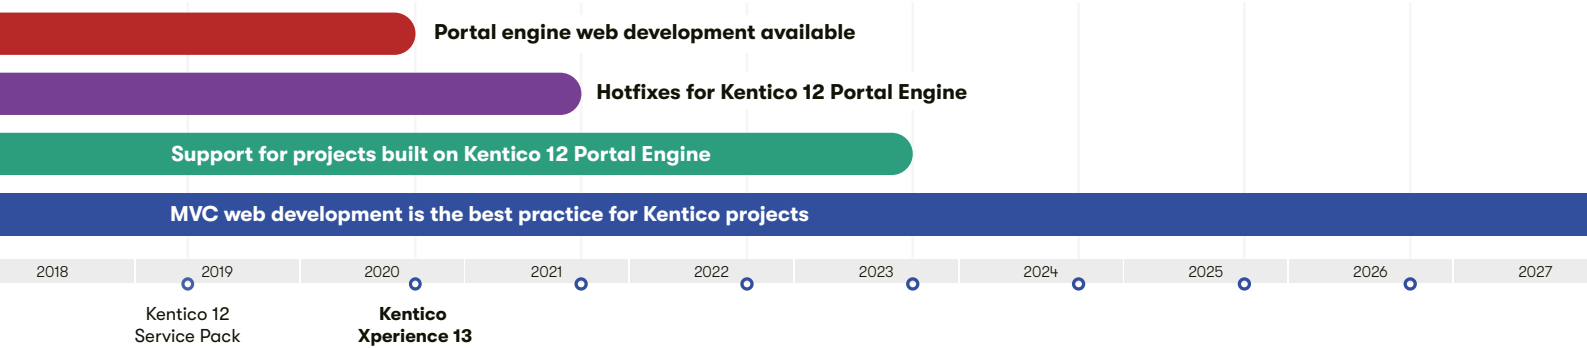 Portal engine web development available
Hotfixes for Kentico 12 Portal Engine
Support for projects built on Kentico 12 Portal Engine
MVC web development is the best practice for Kentico projects
2018 2019 2020 2021 2022 2023 2024 2025 2026 2027
Kentico 12
Service Pack
Kentico
Xperience 13